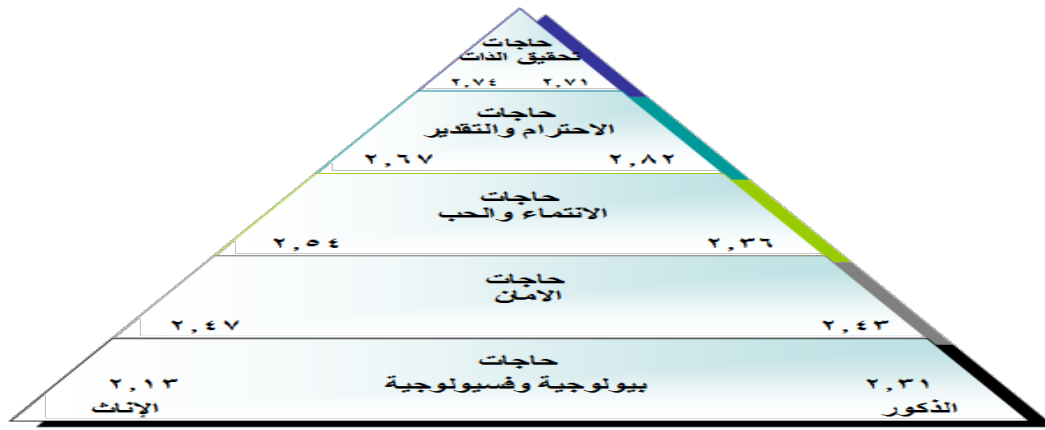 حاجات
تحقيق الذات
٢,٧١ ٢,٧٤
حاجات
الاحترام والتقدير
٢,٨٢ ٢,٦٧
حاجات
الانتماء والحب
٢,٣٦ ٢,٥٤
حاجات
الامان
٢,٤٣ ٢,٤٧
حاجات
بيولوجية وفسيولوجية
٢,٣١ ٢,١٣
الذكور الإناث